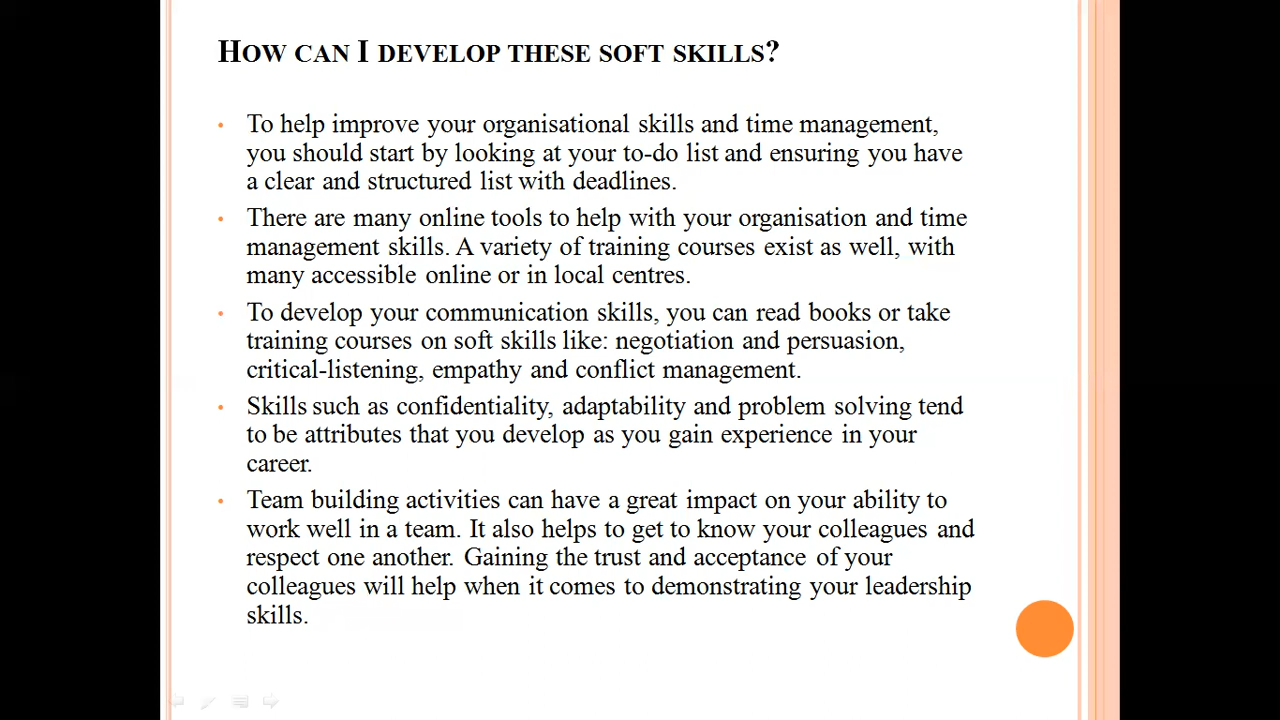 HOW CAN I DEVELOP THESE SOFT SKILLS?
• To help improve your organisational skills and time management,
you should start by looking at your to-do list and ensuring you have
a clear and structured list with deadlines.
• There are many online tools to help with your organisation and time
management skills. A variety of training courses exist as well, with
many accessible online or in local centres.
• To develop your communication skills, you can read books or take
training courses on soft skills like: negotiation and persuasion,
critical-listening, empathy and conflict management.
• Skills such as confidentiality, adaptability and problem solving tend
to be attributes that you develop as you gain experience in your
career.
• Team building activities can have a great impact on your ability to
work well in a team. It also helps to get to know your colleagues and
respect one another. Gaining the trust and acceptance of your
colleagues will help when it comes to demonstrating your leadership
skills.